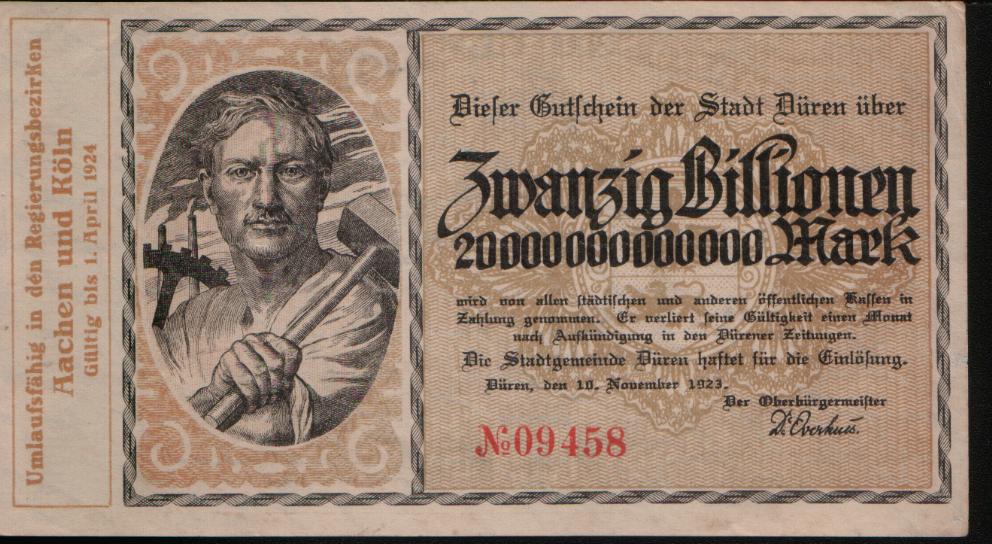 Umlaufsfähig in den Regierungsbezirken
Aachen und Köln
Gültig bis 1. April 1924
Dieser Gutschein der Stadt Düren über
Zwanzig Billionen
20000000000000 Mark
wird von allen städtischen und anderen öffentlichen Kassen in
Zahlung genommen. Er verliert seine Gültigkeit einen Monat
nach Aufkündigung in den Dürener Zeitungen.
Die Stadtgemeinde Düren haftet für die Einlösung.
Düren, den 10. November 1923.
Der Oberbürgermeister
Dr. Overhues.
№09458